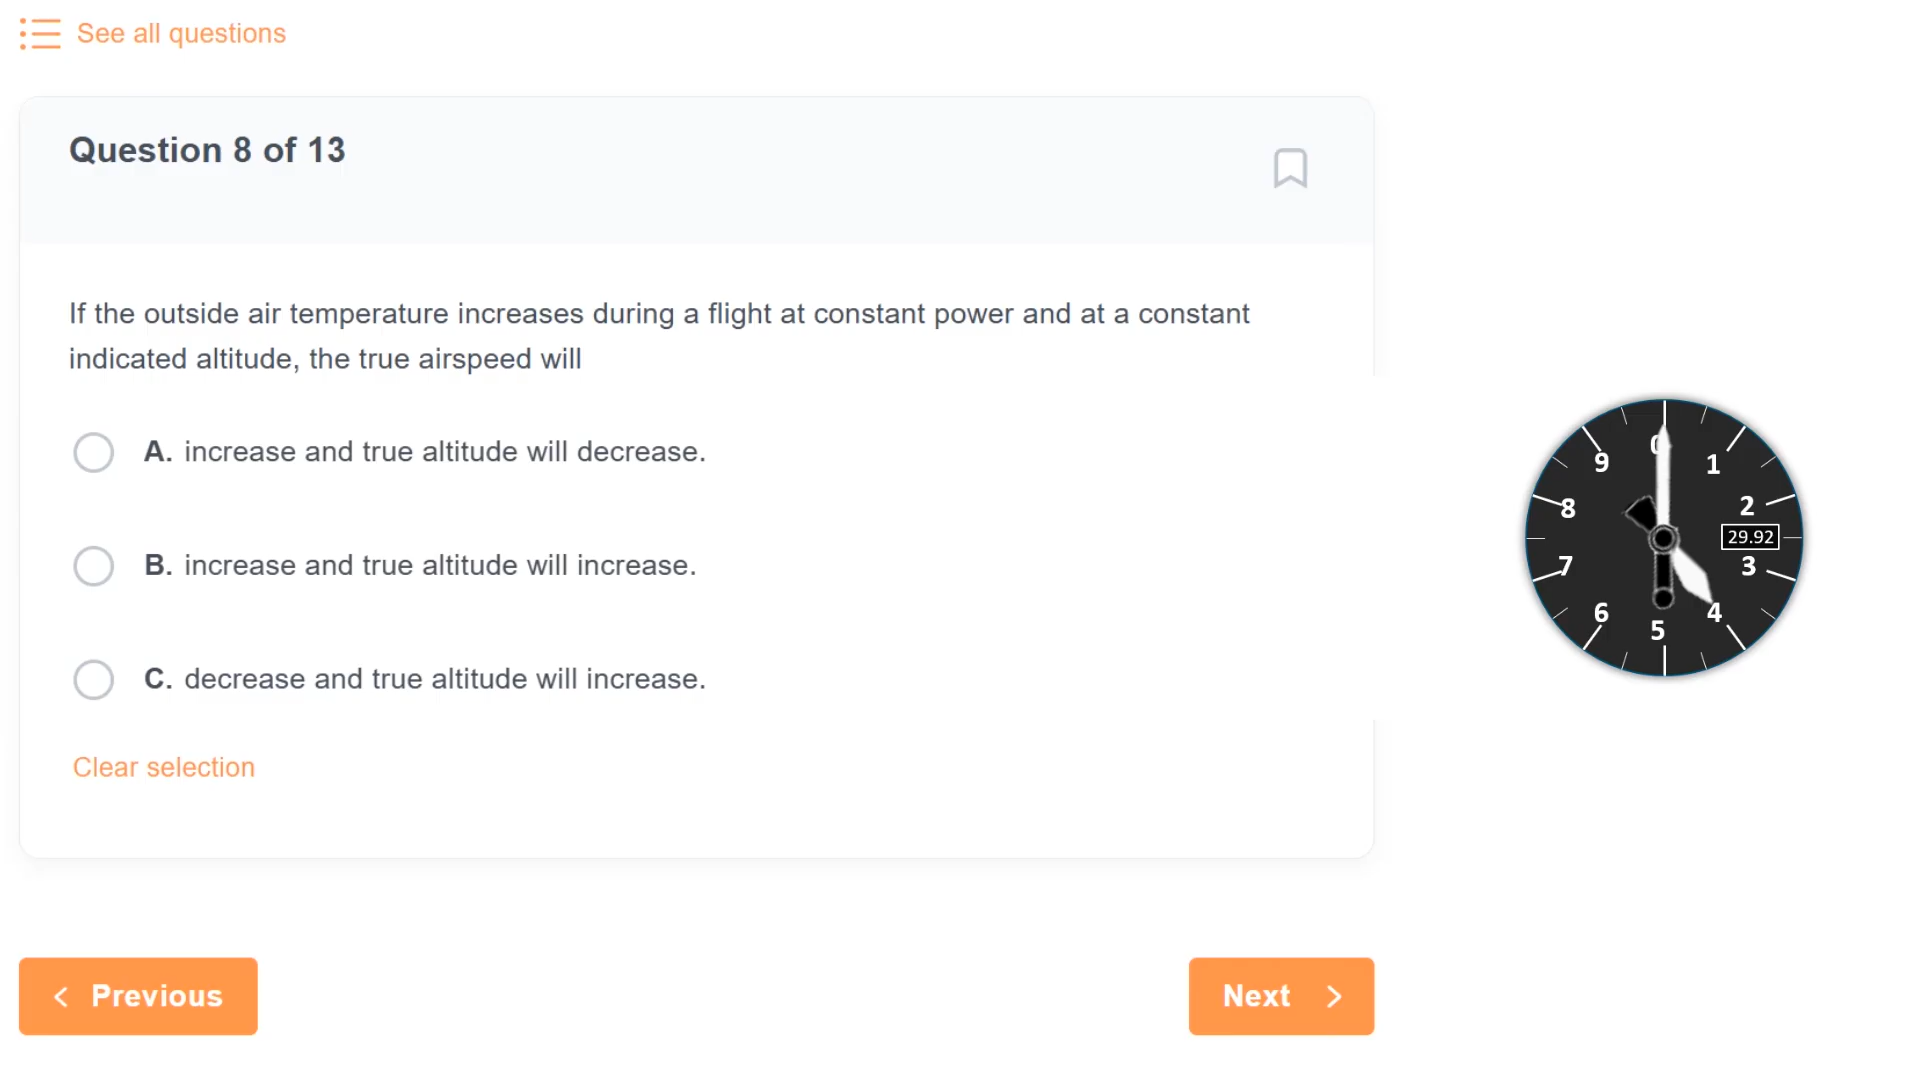 See all questions
Question 8 of 13
If the outside air temperature increases during a flight at constant power and at a constant
indicated altitude, the true airspeed will
A. increase and true altitude will decrease.
B. increase and true altitude will increase.
C. decrease and true altitude will increase.
Clear selection
Previous
Next
0
1
2
29.92
3
4
5
6
7
8
9